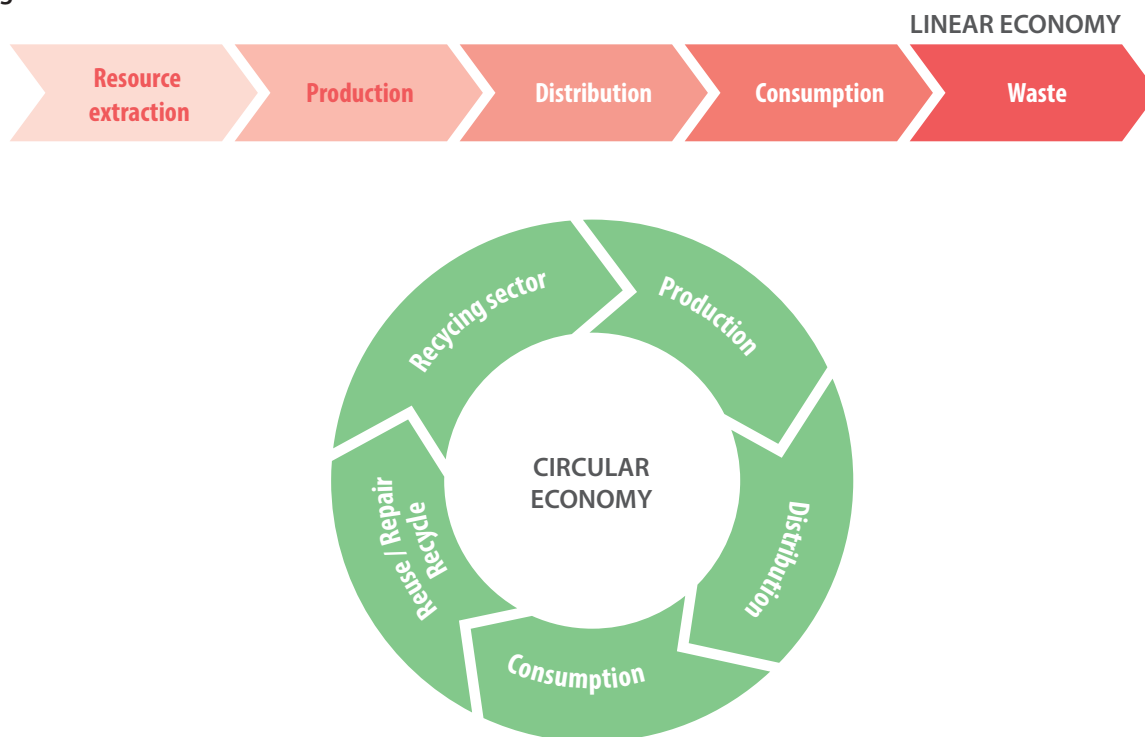 LINEAR ECONOMY
Resource
extraction
Production
Distribution
Consumption
Waste
Recycing sector
Production
Distribution
Consumption
Reuse / Repair
Recycle
CIRCULAR
ECONOMY